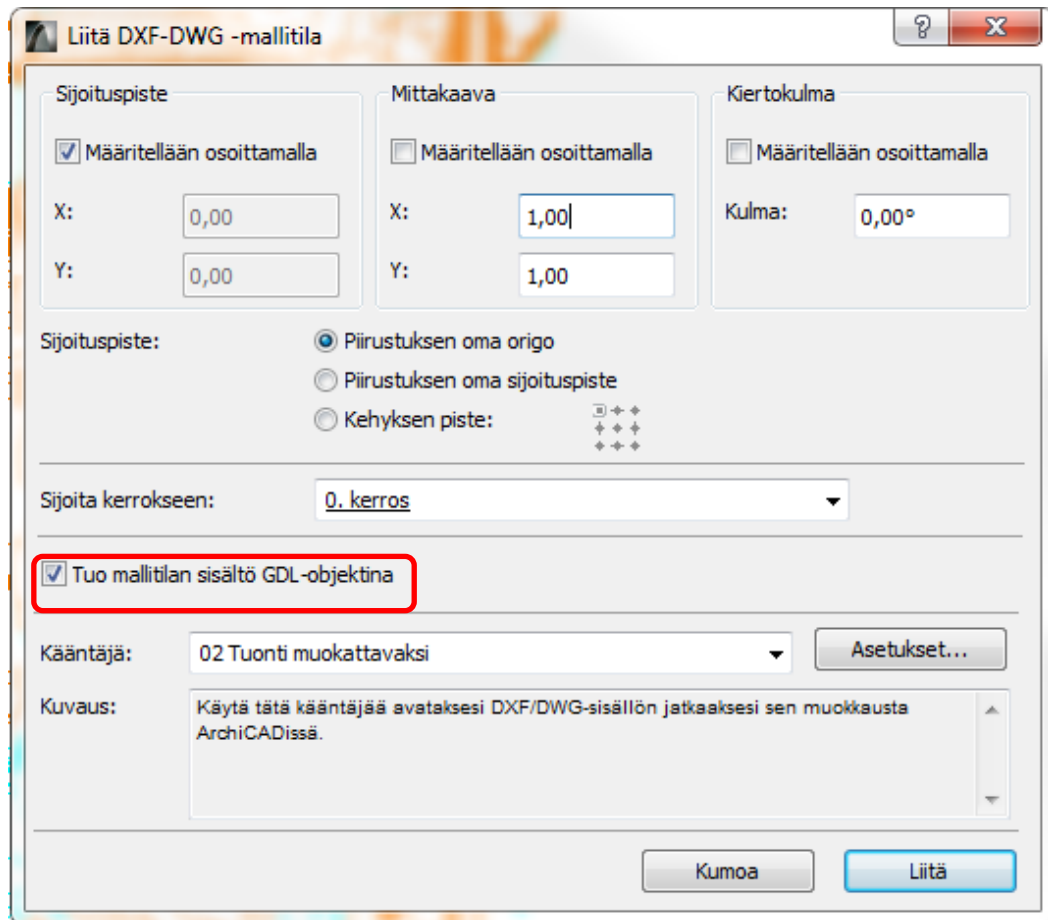 Liitä DXF-DWG -mallitila
Sijoituspiste
Määritellään osoittamalla
X: 0,00
Y: 0,00
Mittakaava
Määritellään osoittamalla
X: 1,00
Y: 1,00
Kiertokulma
Määritellään osoittamalla
Kulma: 0,00°
Sijoituspiste:
Piirustuksen oma origo
Piirustuksen oma sijoituspiste
Kehyksen piste:
Sijoita kerrokseen: 0. kerros
Tuo mallitilan sisältö GDL-objektina
Kääntäjä: 02 Tuonti muokattavaksi Asetukset...
Kuvaus: Käytä tätä kääntäjää avataksesi DXF/DWG-sisällön jatkaaksesi sen muokkausta
ArchiCADissä.
Kumoa Liitä